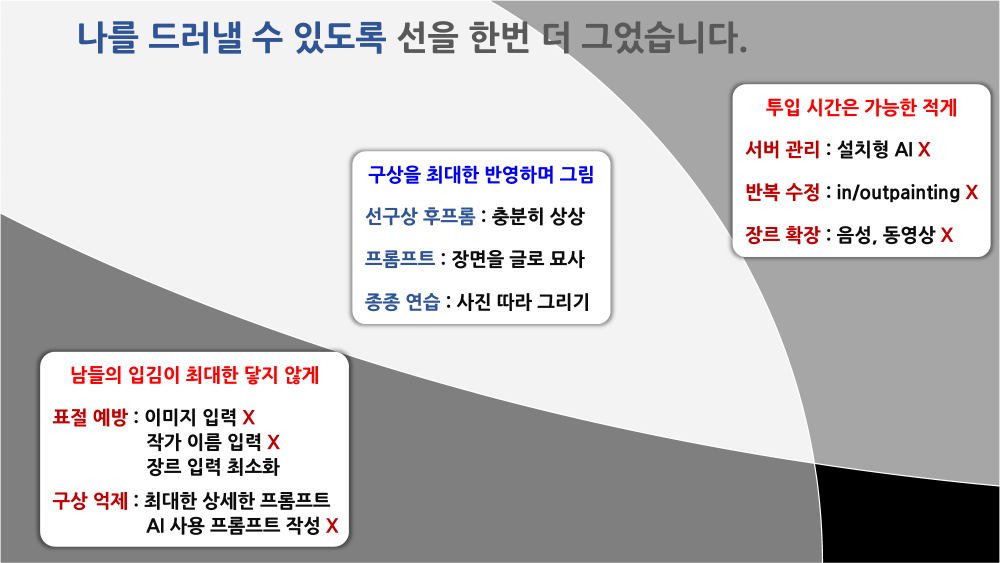 나를 드러낼 수 있도록 선을 한번 더 그었습니다.
투입 시간은 가능한 적게
서버 관리 : 설치형 AI X
반복 수정 : in/outpainting X
장르 확장 : 음성, 동영상 X
구상을 최대한 반영하며 그림
선구상 후프롬 : 충분히 상상
프롬프트 : 장면을 글로 묘사
종종 연습 : 사진 따라 그리기
남들의 입김이 최대한 닿지 않게
표절 예방 : 이미지 입력 X
작가 이름 입력 X
장르 입력 최소화
구상 억제 : 최대한 상세한 프롬프트
AI 사용 프롬프트 작성 X